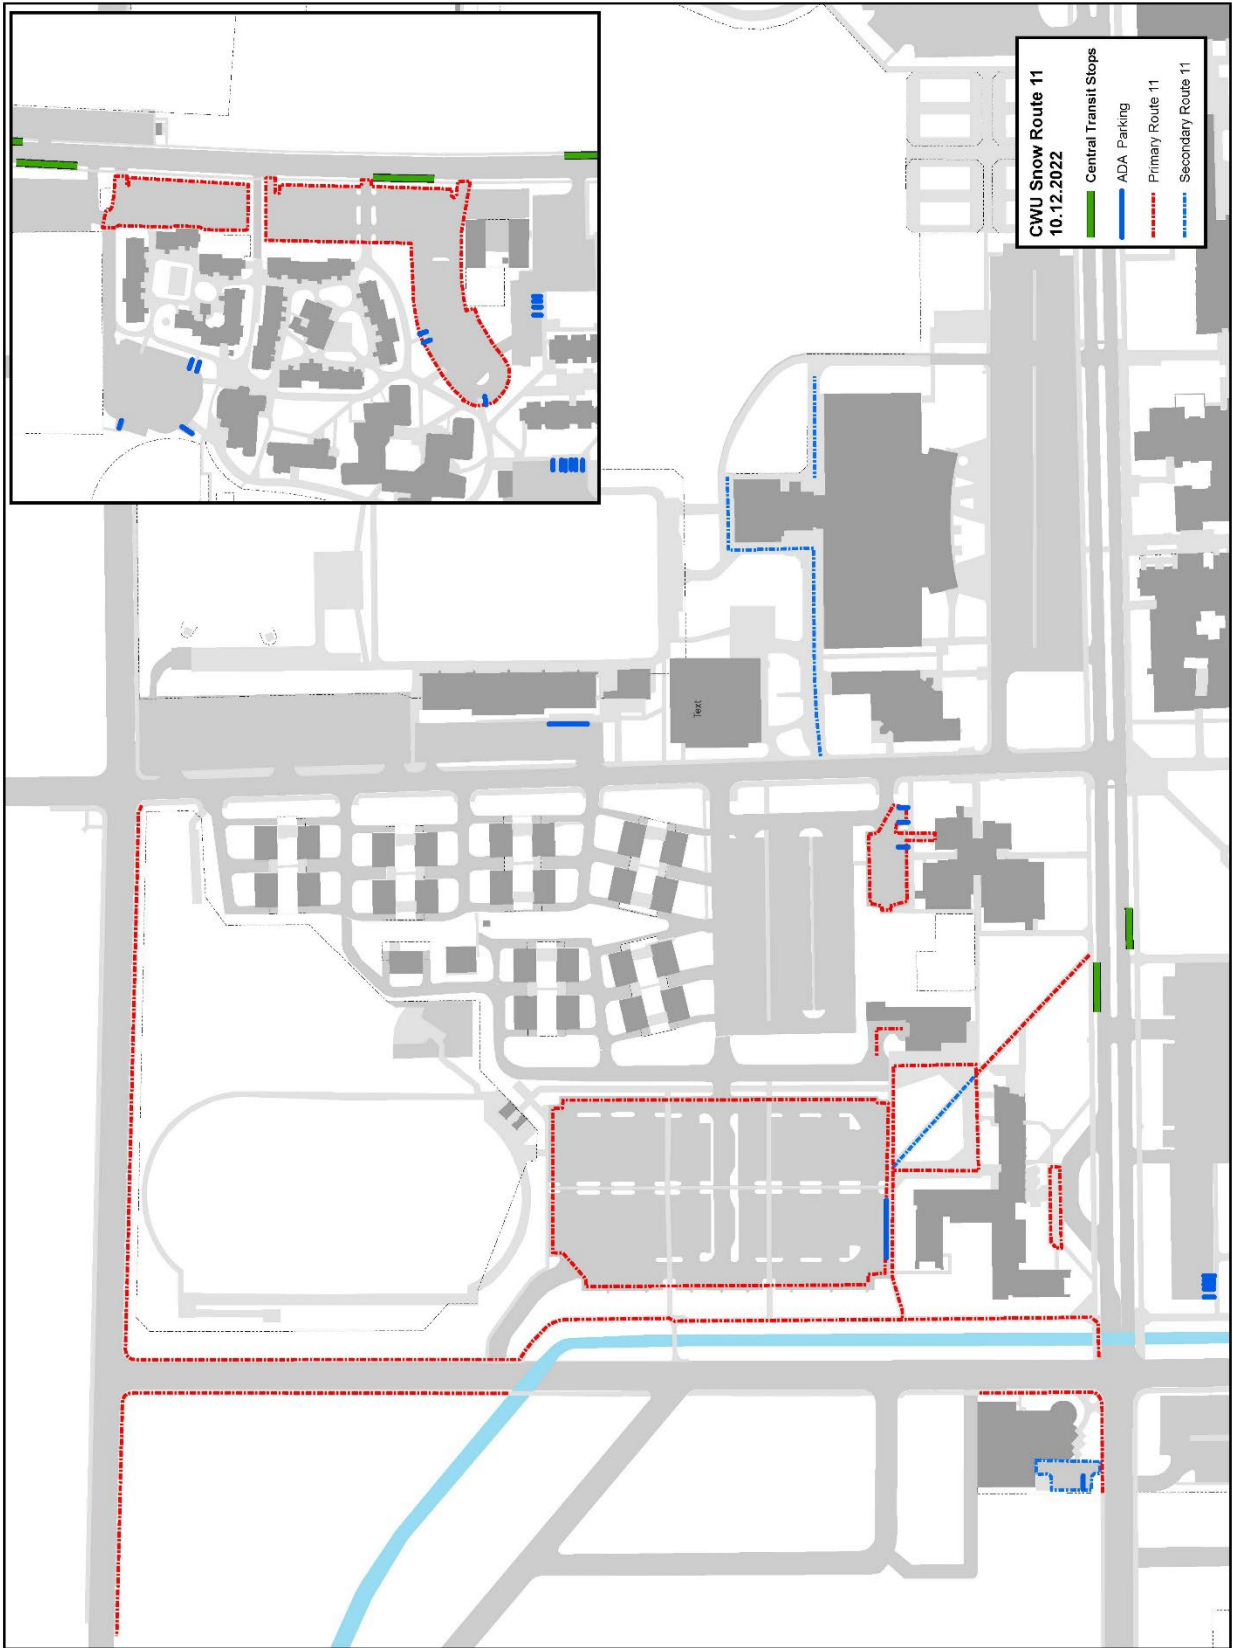 CWU Snow Route 11
10.12.2022
Central Transit Stops
ADA Parking
Primary Route 11
Secondary Route 11
Text